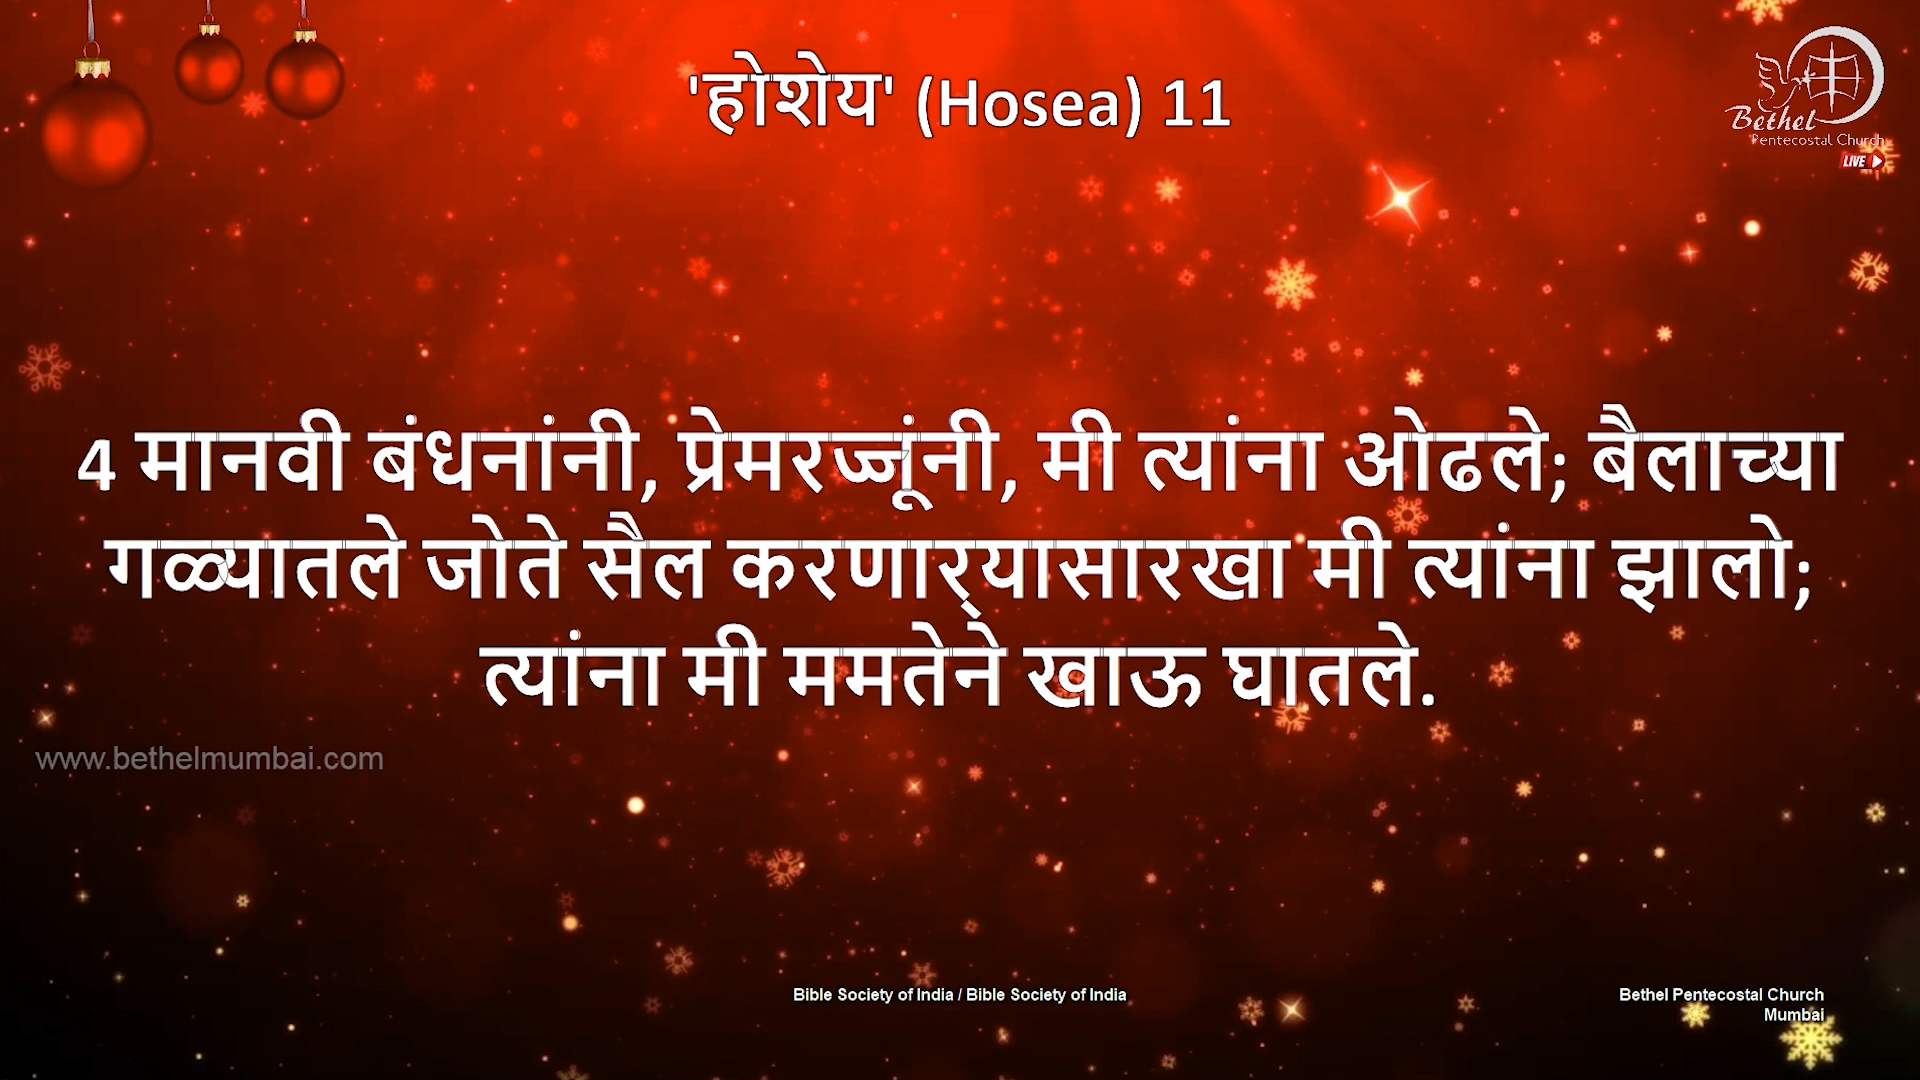 'होशेय' (Hosea) 11
Bethel
Pentecostal Church
LIVE
4 मानवी बंधनांनी, प्रेमरज्जूंनी, मी त्यांना ओढले; बैलाच्या
गळ्यातले जोते सैल करणार्‍यासारखा मी त्यांना झालो;
त्यांना मी ममतेने खाऊ घातले.
www.bethelmumbai.com
Bible Society of India / Bible Society of India
Bethel Pentecostal Church
Mumbai